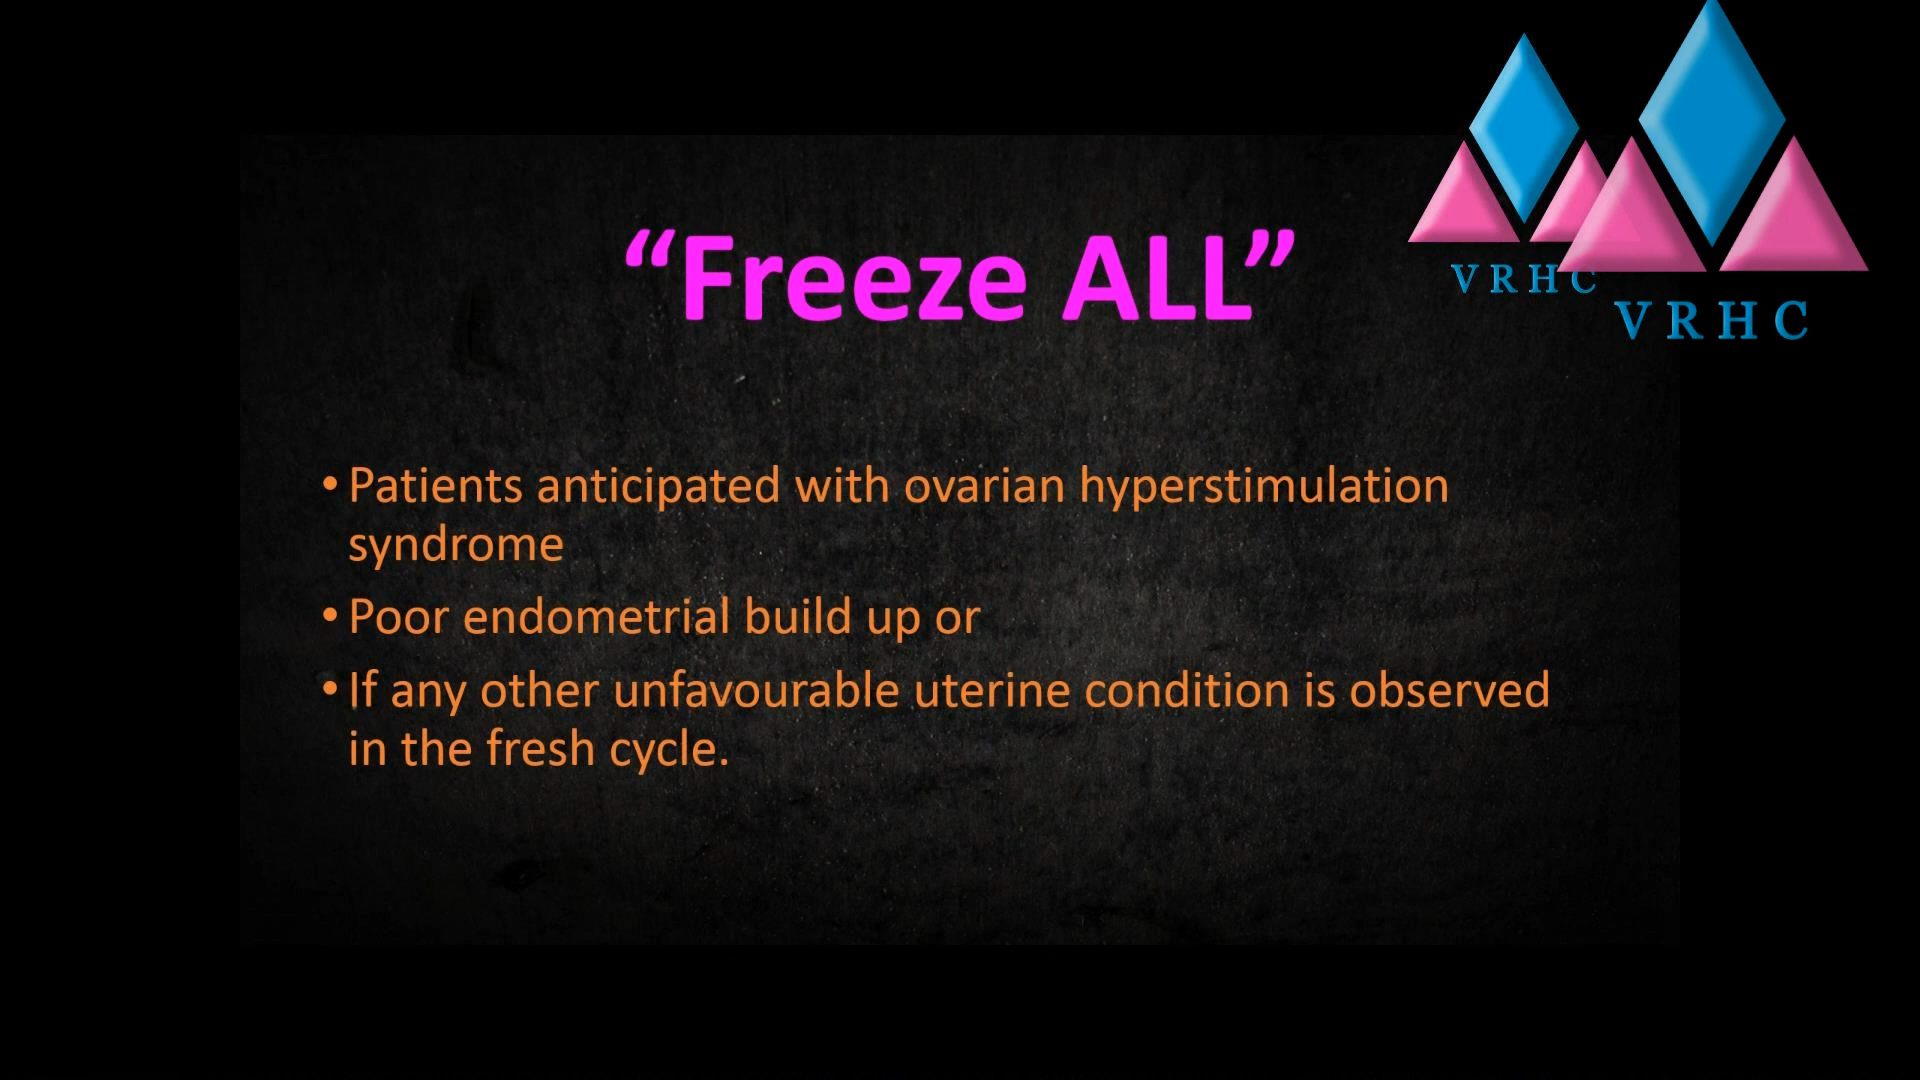 “Freeze ALL”
VRHC
VRHC
• Patients anticipated with ovarian hyperstimulation
syndrome
• Poor endometrial build up or
• If any other unfavourable uterine condition is observed
in the fresh cycle.